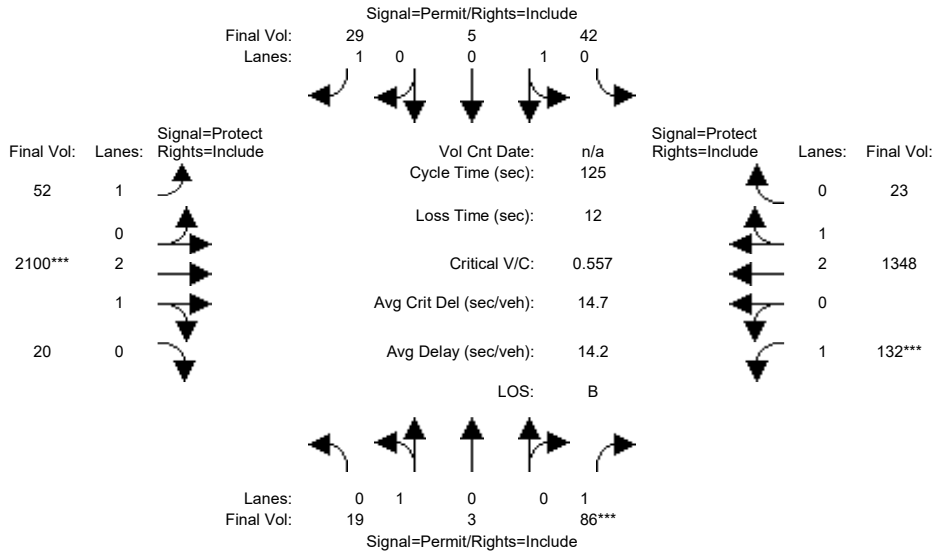 Signal=Permit/Rights=Include
Final Vol: 29 5 42
Lanes: 1 0 0 1 0
Signal=Protect Signal=Protect
Final Vol: Lanes: Rights=Include Vol Cnt Date: n/a Rights=Include Lanes: Final Vol:
Cycle Time (sec): 125
52 1 0 23
Loss Time (sec): 12
0 1
2100*** 2 Critical V/C: 0.557 2 1348
1 Avg Crit Del (sec/veh): 14.7 0
20 0 Avg Delay (sec/veh): 14.2 1 132***
LOS: B
Lanes: 0 1 0 0 1
Final Vol: 19 3 86***
Signal=Permit/Rights=Include